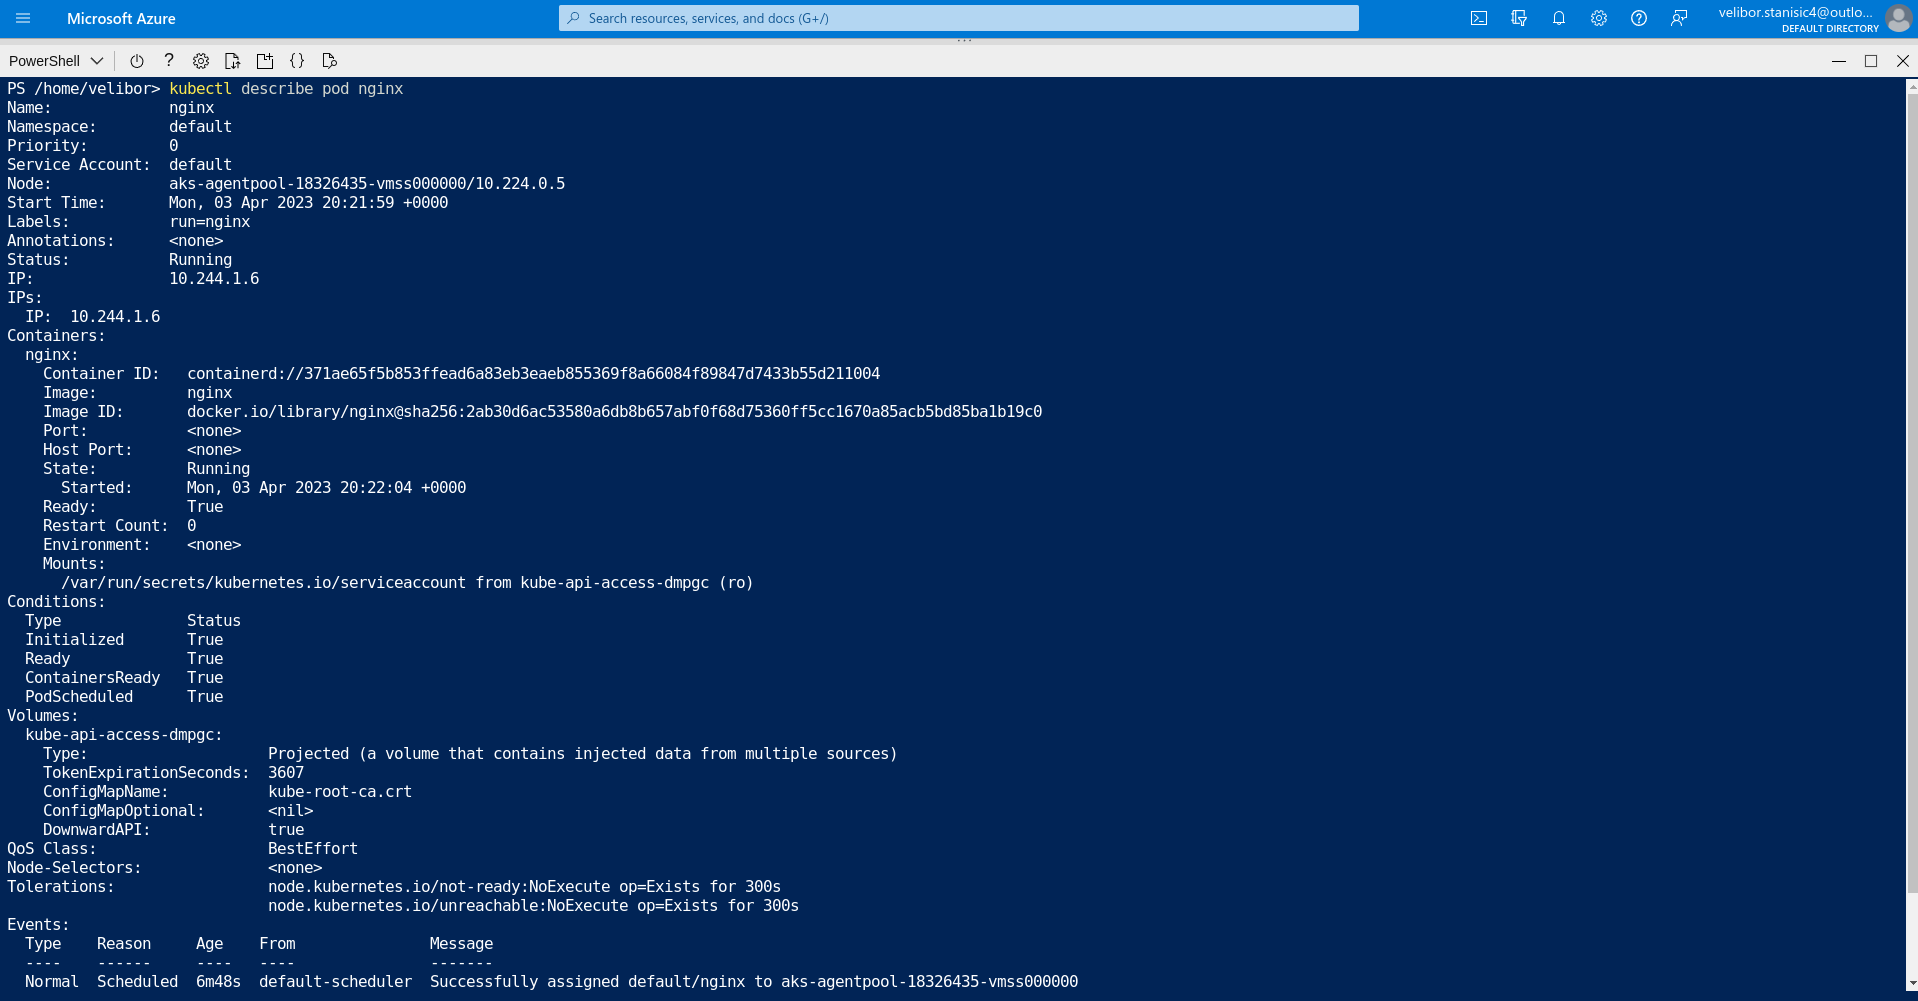 Microsoft Azure
Search resources, services, and docs (G+/)
velibor.stanisic4@outlo...
DEFAULT DIRECTORY
PowerShell
PS /home/velibor> kubectl describe pod nginx
Name:             nginx
Namespace:        default
Priority:         0
Service Account:  default
Node:             aks-agentpool-18326435-vmss000000/10.224.0.5
Start Time:       Mon, 03 Apr 2023 20:21:59 +0000
Labels:           run=nginx
Annotations:      <none>
Status:           Running
IP:               10.244.1.6
IPs:
  IP:  10.244.1.6
Containers:
  nginx:
    Container ID:   containerd://371ae65f5b853ffead6a83eb3eaeb855369f8a66084f89847d7433b55d211004
    Image:          nginx
    Image ID:       docker.io/library/nginx@sha256:2ab30d6ac53580a6db8b657abf0f68d75360ff5cc1670a85acb5bd85ba1b19c0
    Port:           <none>
    Host Port:      <none>
    State:          Running
      Started:      Mon, 03 Apr 2023 20:22:04 +0000
    Ready:          True
    Restart Count:  0
    Environment:    <none>
    Mounts:
      /var/run/secrets/kubernetes.io/serviceaccount from kube-api-access-dmpgc (ro)
Conditions:
  Type              Status
  Initialized       True
  Ready             True
  ContainersReady   True
  PodScheduled      True
Volumes:
  kube-api-access-dmpgc:
    Type:                    Projected (a volume that contains injected data from multiple sources)
    TokenExpirationSeconds:  3607
    ConfigMapName:           kube-root-ca.crt
    ConfigMapOptional:       <nil>
    DownwardAPI:             true
QoS Class:                   BestEffort
Node-Selectors:              <none>
Tolerations:                 node.kubernetes.io/not-ready:NoExecute op=Exists for 300s
                             node.kubernetes.io/unreachable:NoExecute op=Exists for 300s
Events:
  Type    Reason     Age   From               Message
  ----    ------     ----  ----               -------
  Normal  Scheduled  6m48s  default-scheduler  Successfully assigned default/nginx to aks-agentpool-18326435-vmss000000